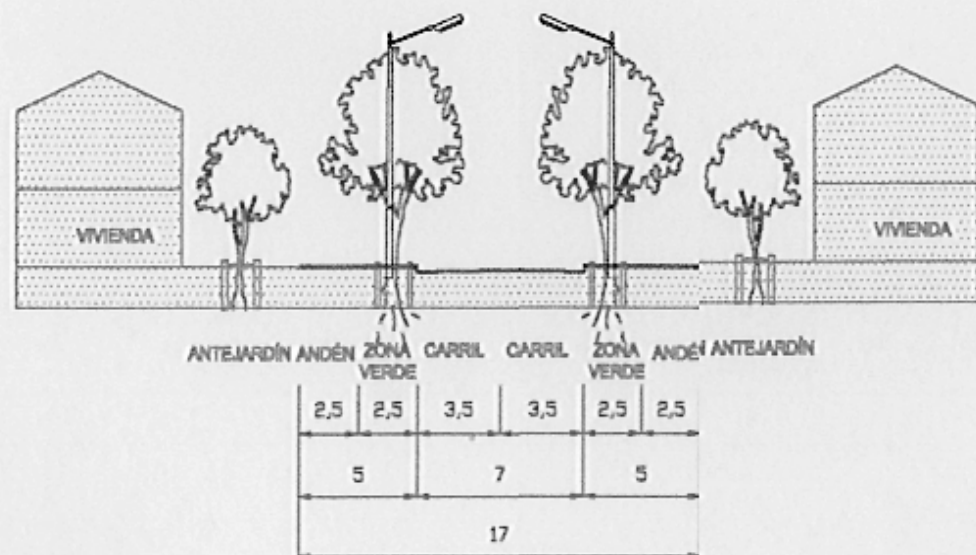 VIVIENDA
VIVIENDA
ANTEJARDÍN ANDÉN ZONA VERDE CARRIL CARRIL ZONA VERDE ANDÉN ANTEJARDÍN
2,5 2,5 3,5 3,5 2,5 2,5
5 7 5
17